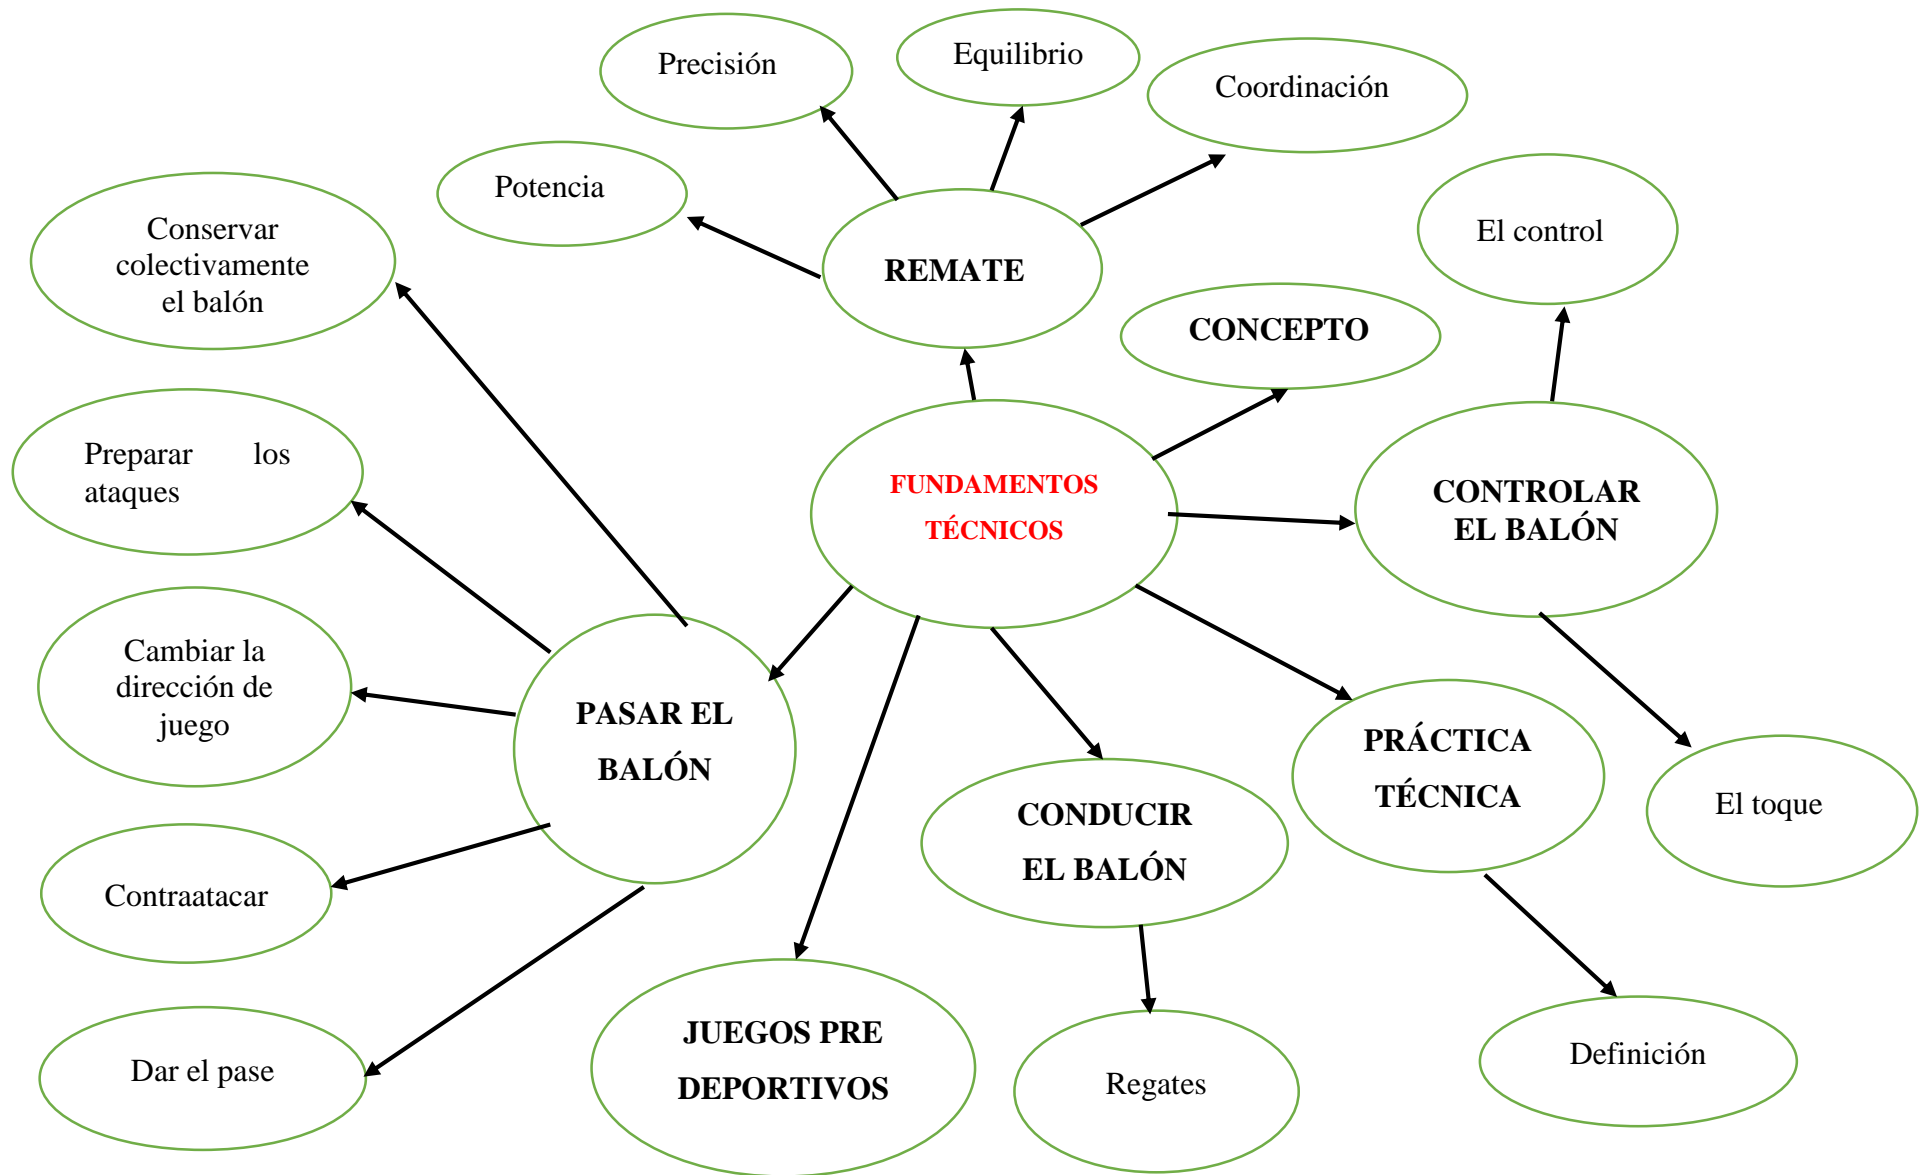 Precisión
Equilibrio
Coordinación
Potencia
Conservar
colectivamente
el balón
El control
REMATE
CONCEPTO
Preparar los
ataques
FUNDAMENTOS
TÉCNICOS
CONTROLAR
EL BALÓN
Cambiar la
dirección de
juego
PASAR EL
BALÓN
PRÁCTICA
TÉCNICA
CONDUCIR
EL BALÓN
El toque
Contraatacar
JUEGOS PRE
DEPORTIVOS
Definición
Dar el pase
Regates